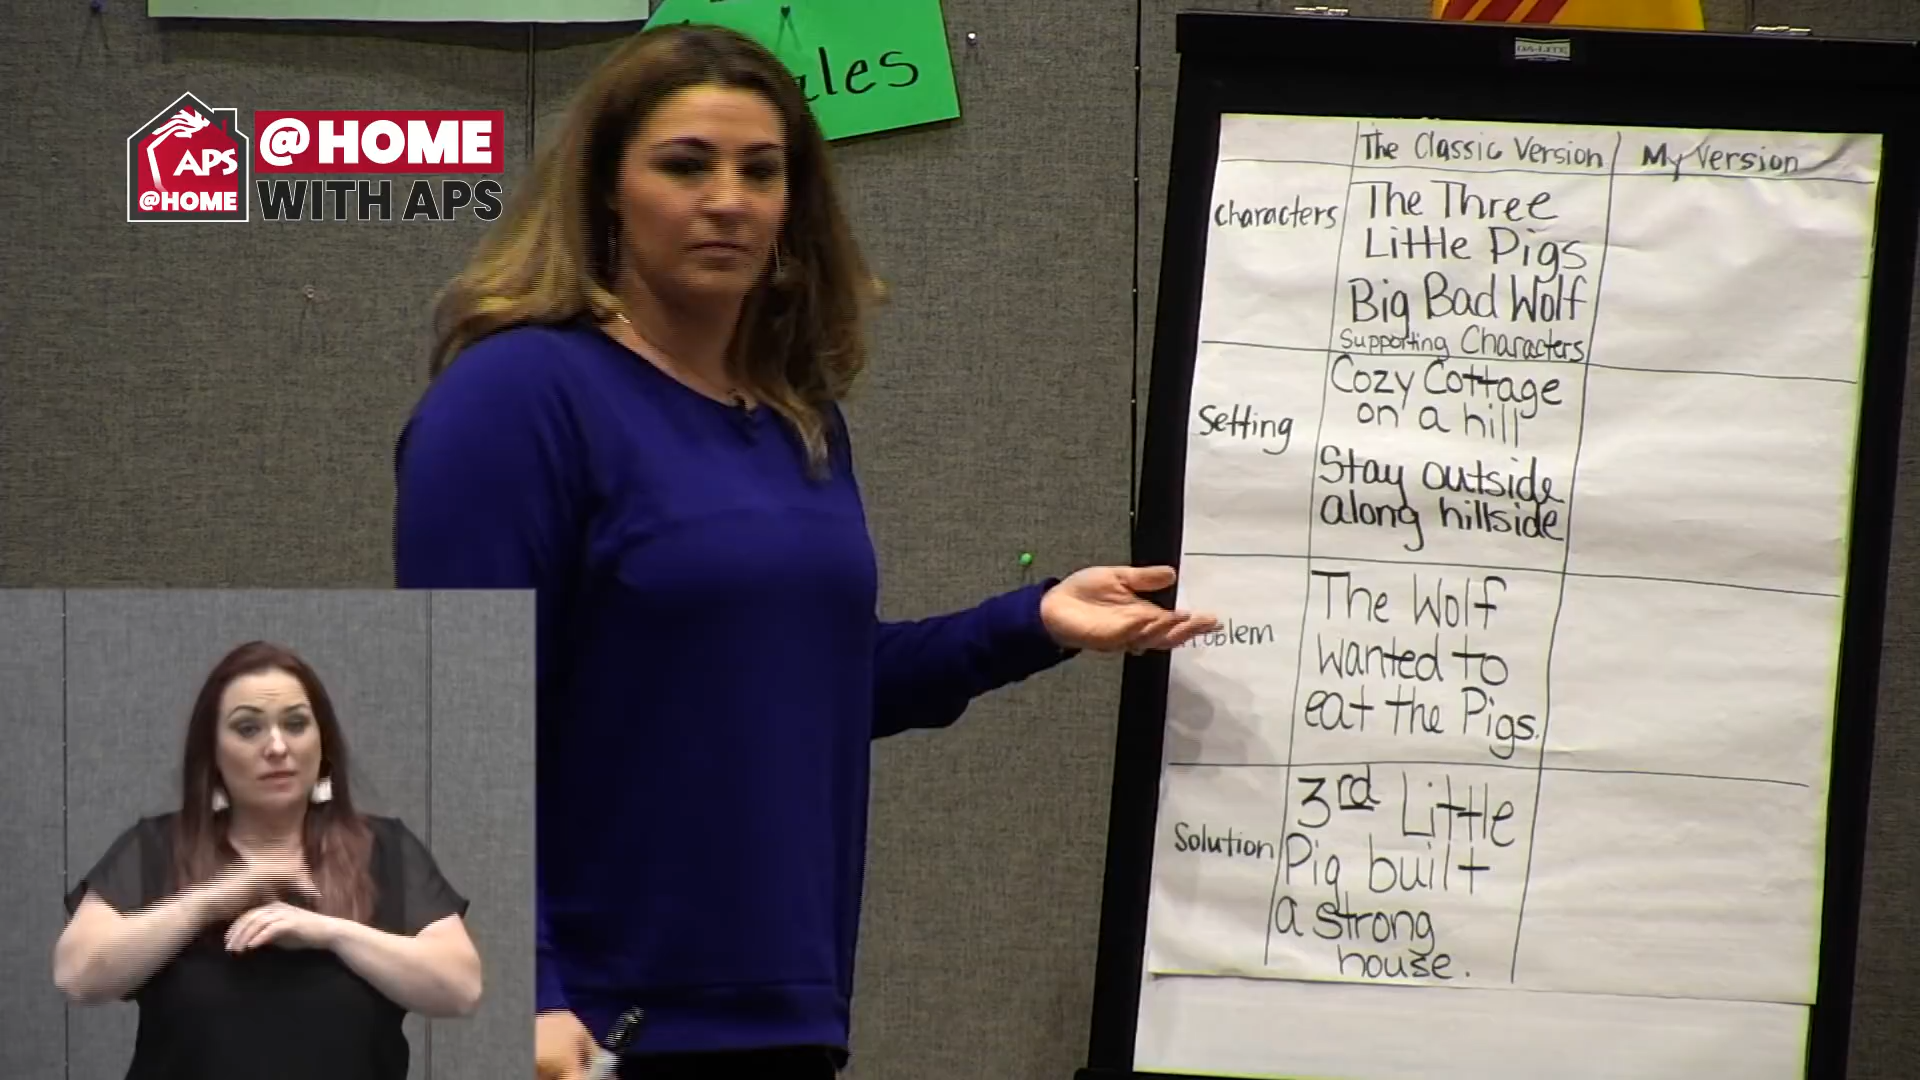 APS
@HOME
@HOME
WITH APS
DA-LITE
The Classic Version
My Version
Characters
The Three
Little Pigs
Big Bad Wolf
Supporting Characters
Setting
Cozy Cottage
on a hill
Stay outside
along hillside
The Wolf
wanted to
eat the Pigs.
Solution
3rd Little
Pig built
a strong
house.